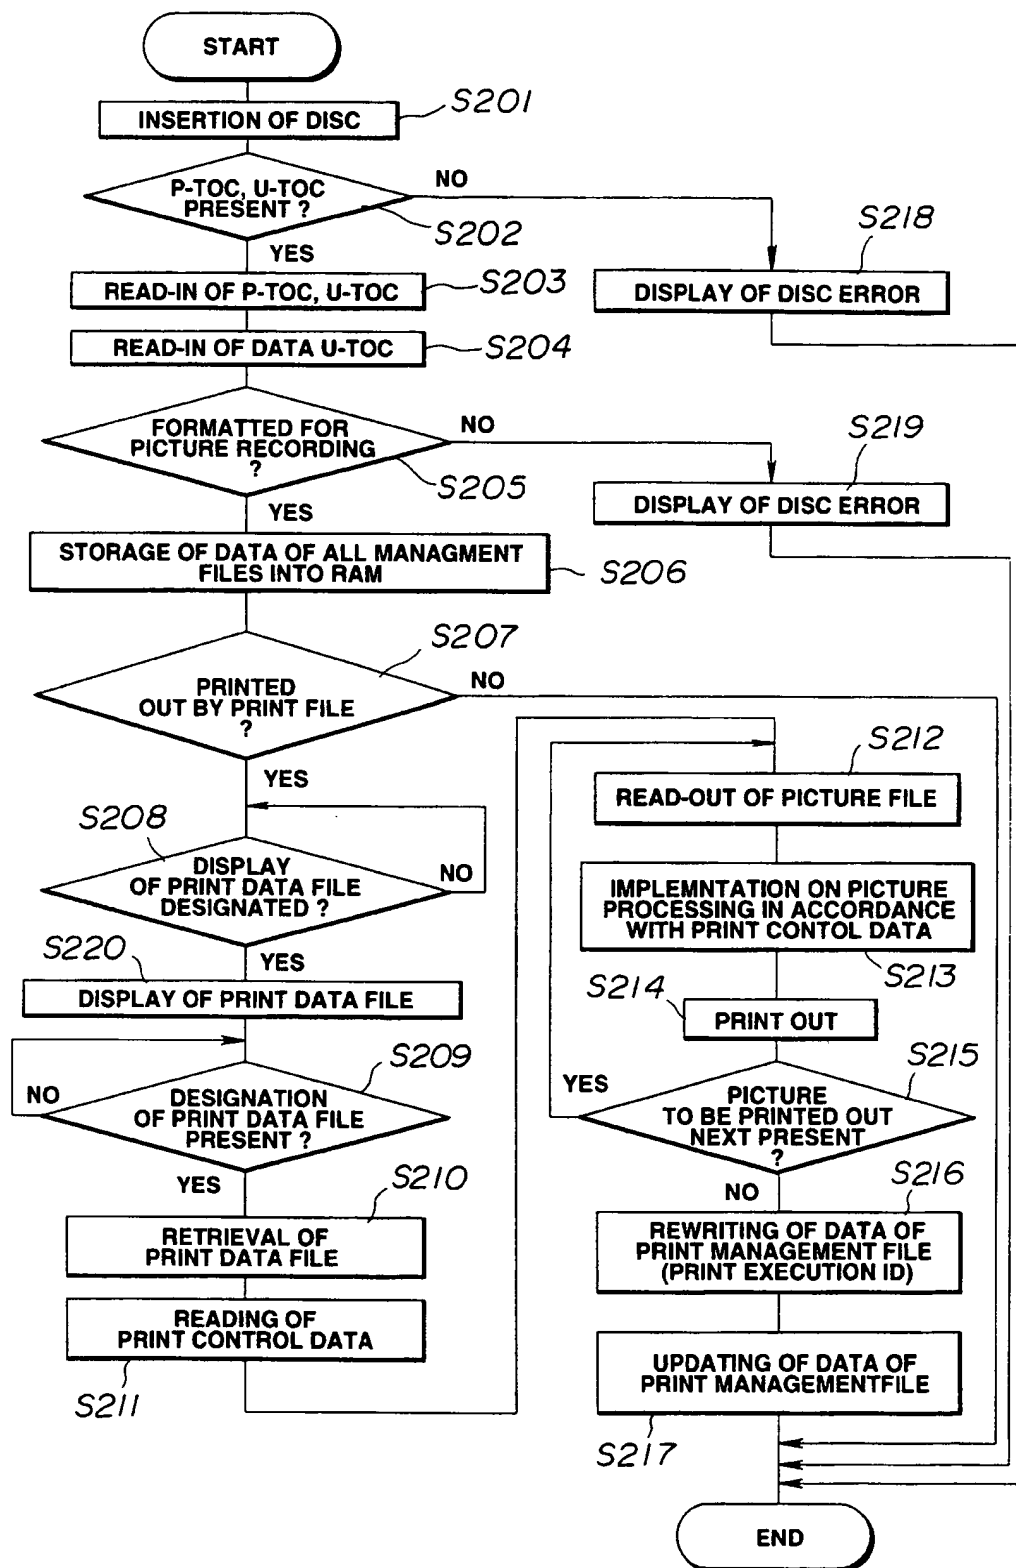 START
INSERTION OF DISC
S201
P-TOC, U-TOC
PRESENT ?
NO
S202
YES
READ-IN OF P-TOC, U-TOC
S203
S218
DISPLAY OF DISC ERROR
READ-IN OF DATA U-TOC
S204
FORMATTED FOR
PICTURE RECORDING
?
NO
S205
YES
S219
DISPLAY OF DISC ERROR
STORAGE OF DATA OF ALL MANAGMENT
FILES INTO RAM
S206
S207
PRINTED
OUT BY PRINT FILE
?
NO
YES
S208
DISPLAY
OF PRINT DATA FILE
DESIGNATED ?
NO
YES
S220
DISPLAY OF PRINT DATA FILE
S209
DESIGNATION
OF PRINT DATA FILE
PRESENT ?
NO
YES
S210
RETRIEVAL OF
PRINT DATA FILE
READING OF
PRINT CONTROL DATA
S211
S212
READ-OUT OF PICTURE FILE
IMPLEMNTATION ON PICTURE
PROCESSING IN ACCORDANCE
WITH PRINT CONTOL DATA
S213
S214
PRINT OUT
S215
YES
PICTURE
TO BE PRINTED OUT
NEXT PRESENT
?
NO
S216
REWRITING OF DATA OF
PRINT MANAGEMENT FILE
(PRINT EXECUTION ID)
UPDATING OF DATA OF
PRINT MANAGEMENTFILE
S217
END